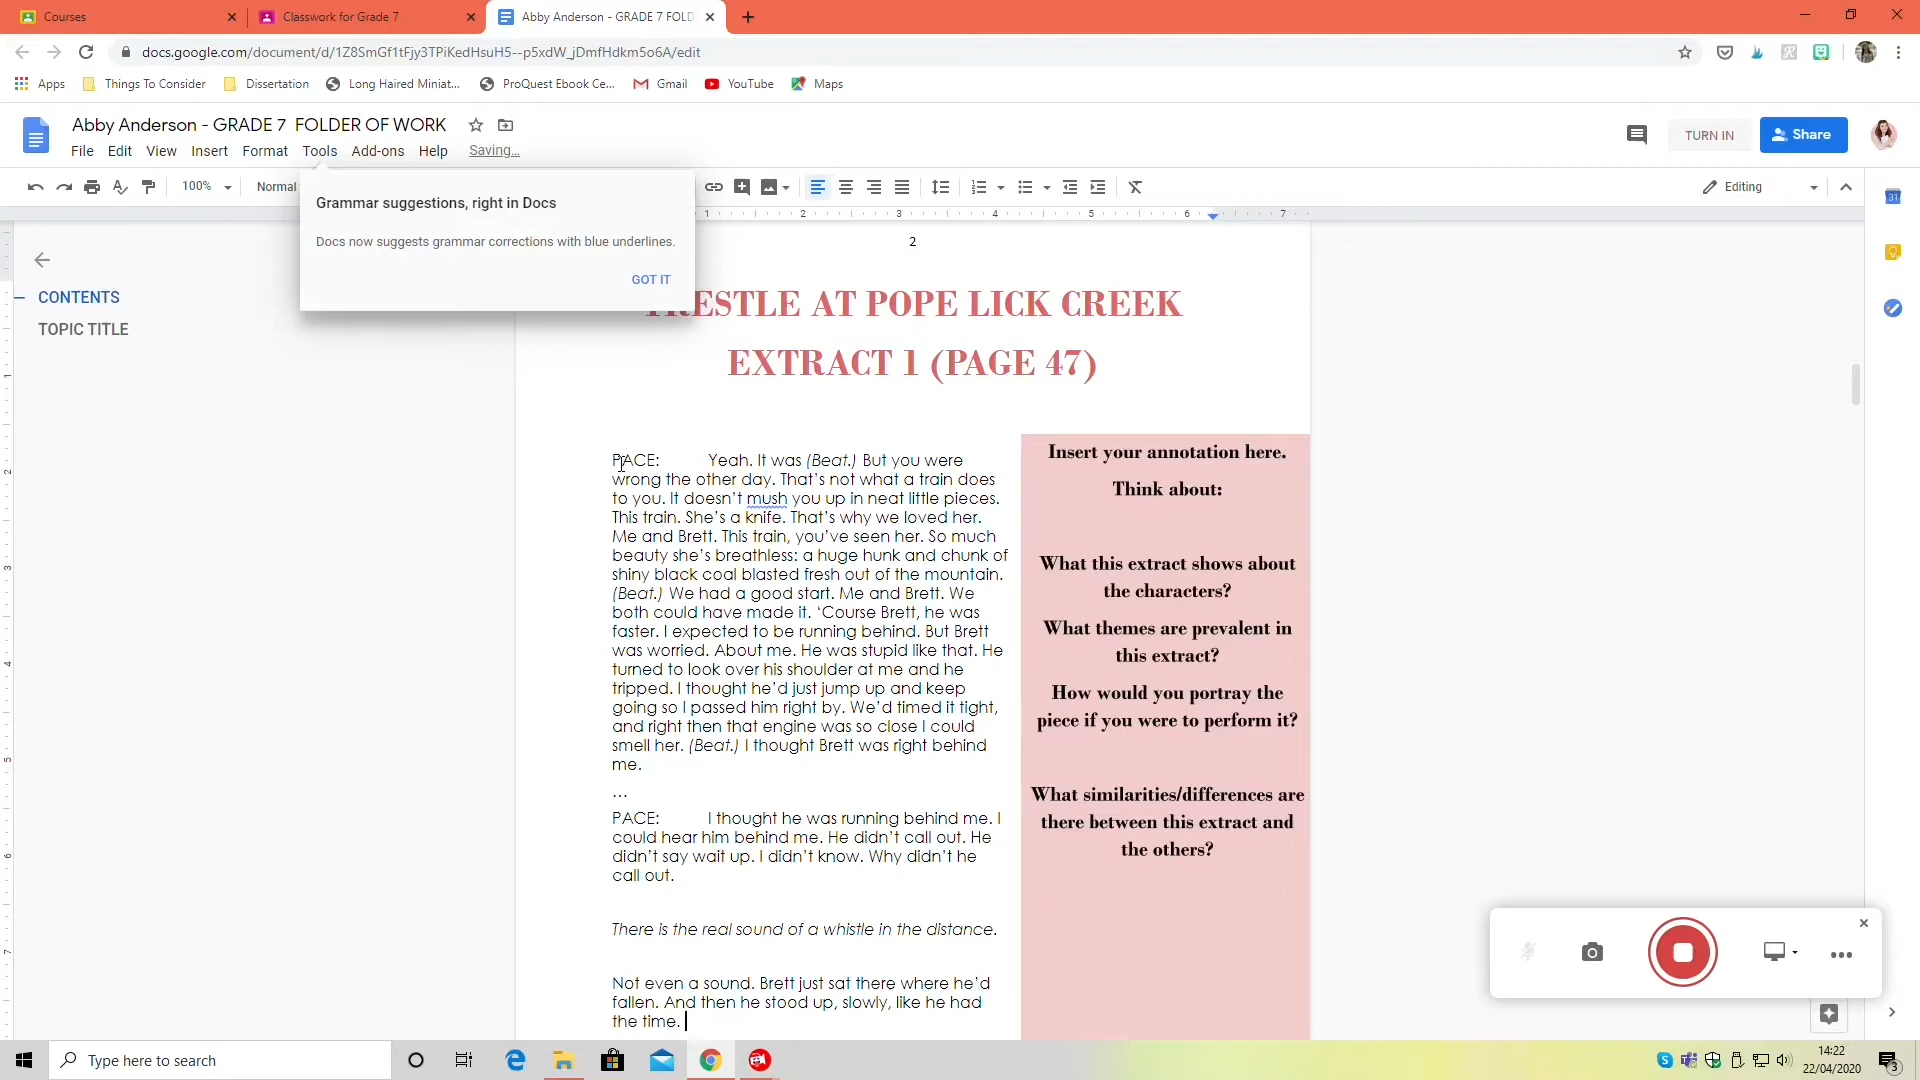 Courses
Classwork for Grade 7
Abby Anderson - GRADE 7 FOLD
docs.google.com/document/d/1Z8SmGf1tFjy3TPiKedHsuH5--p5xdW_jDmfHdkm5o6A/edit
Apps
Things To Consider
Dissertation
Long Haired Miniat...
ProQuest Ebook Ce...
Gmail
YouTube
Maps
Abby Anderson - GRADE 7 FOLDER OF WORK
File Edit View Insert Format Tools Add-ons Help Saving...
TURN IN
Share
100%
Normal
Editing
Grammar suggestions, right in Docs
Docs now suggests grammar corrections with blue underlines.
GOT IT
1 2 3 4 5 6 7
2
CONTENTS
TOPIC TITLE
TRESTLE AT POPE LICK CREEK
EXTRACT 1 (PAGE 47)
PACE: Yeah. It was (Beat.) But you were
wrong the other day. That's not what a train does
to you. It doesn't mush you up in neat little pieces.
This train. She's a knife. That's why we loved her.
Me and Brett. This train, you've seen her. So much
beauty she's breathless: a huge hunk and chunk of
shiny black coal blasted fresh out of the mountain.
(Beat.) We had a good start. Me and Brett. We
both could have made it. ‘Course Brett, he was
faster. I expected to be running behind. But Brett
was worried. About me. He was stupid like that. He
turned to look over his shoulder at me and he
tripped. I thought he'd just jump up and keep
going so I passed him right by. We'd timed it tight,
and right then that engine was so close I could
smell her. (Beat.) I thought Brett was right behind
me.
...
PACE: I thought he was running behind me. I
could hear him behind me. He didn't call out. He
didn't say wait up. I didn't know. Why didn't he
call out.
There is the real sound of a whistle in the distance.
Not even a sound. Brett just sat there where he'd
fallen. And then he stood up, slowly, like he had
the time.
Insert your annotation here.
Think about:
What this extract shows about
the characters?
What themes are prevalent in
this extract?
How would you portray the
piece if you were to perform it?
What similarities/differences are
there between this extract and
the others?
1
2
3
4
5
6
7
31
Type here to search
14:22
22/04/2020
3